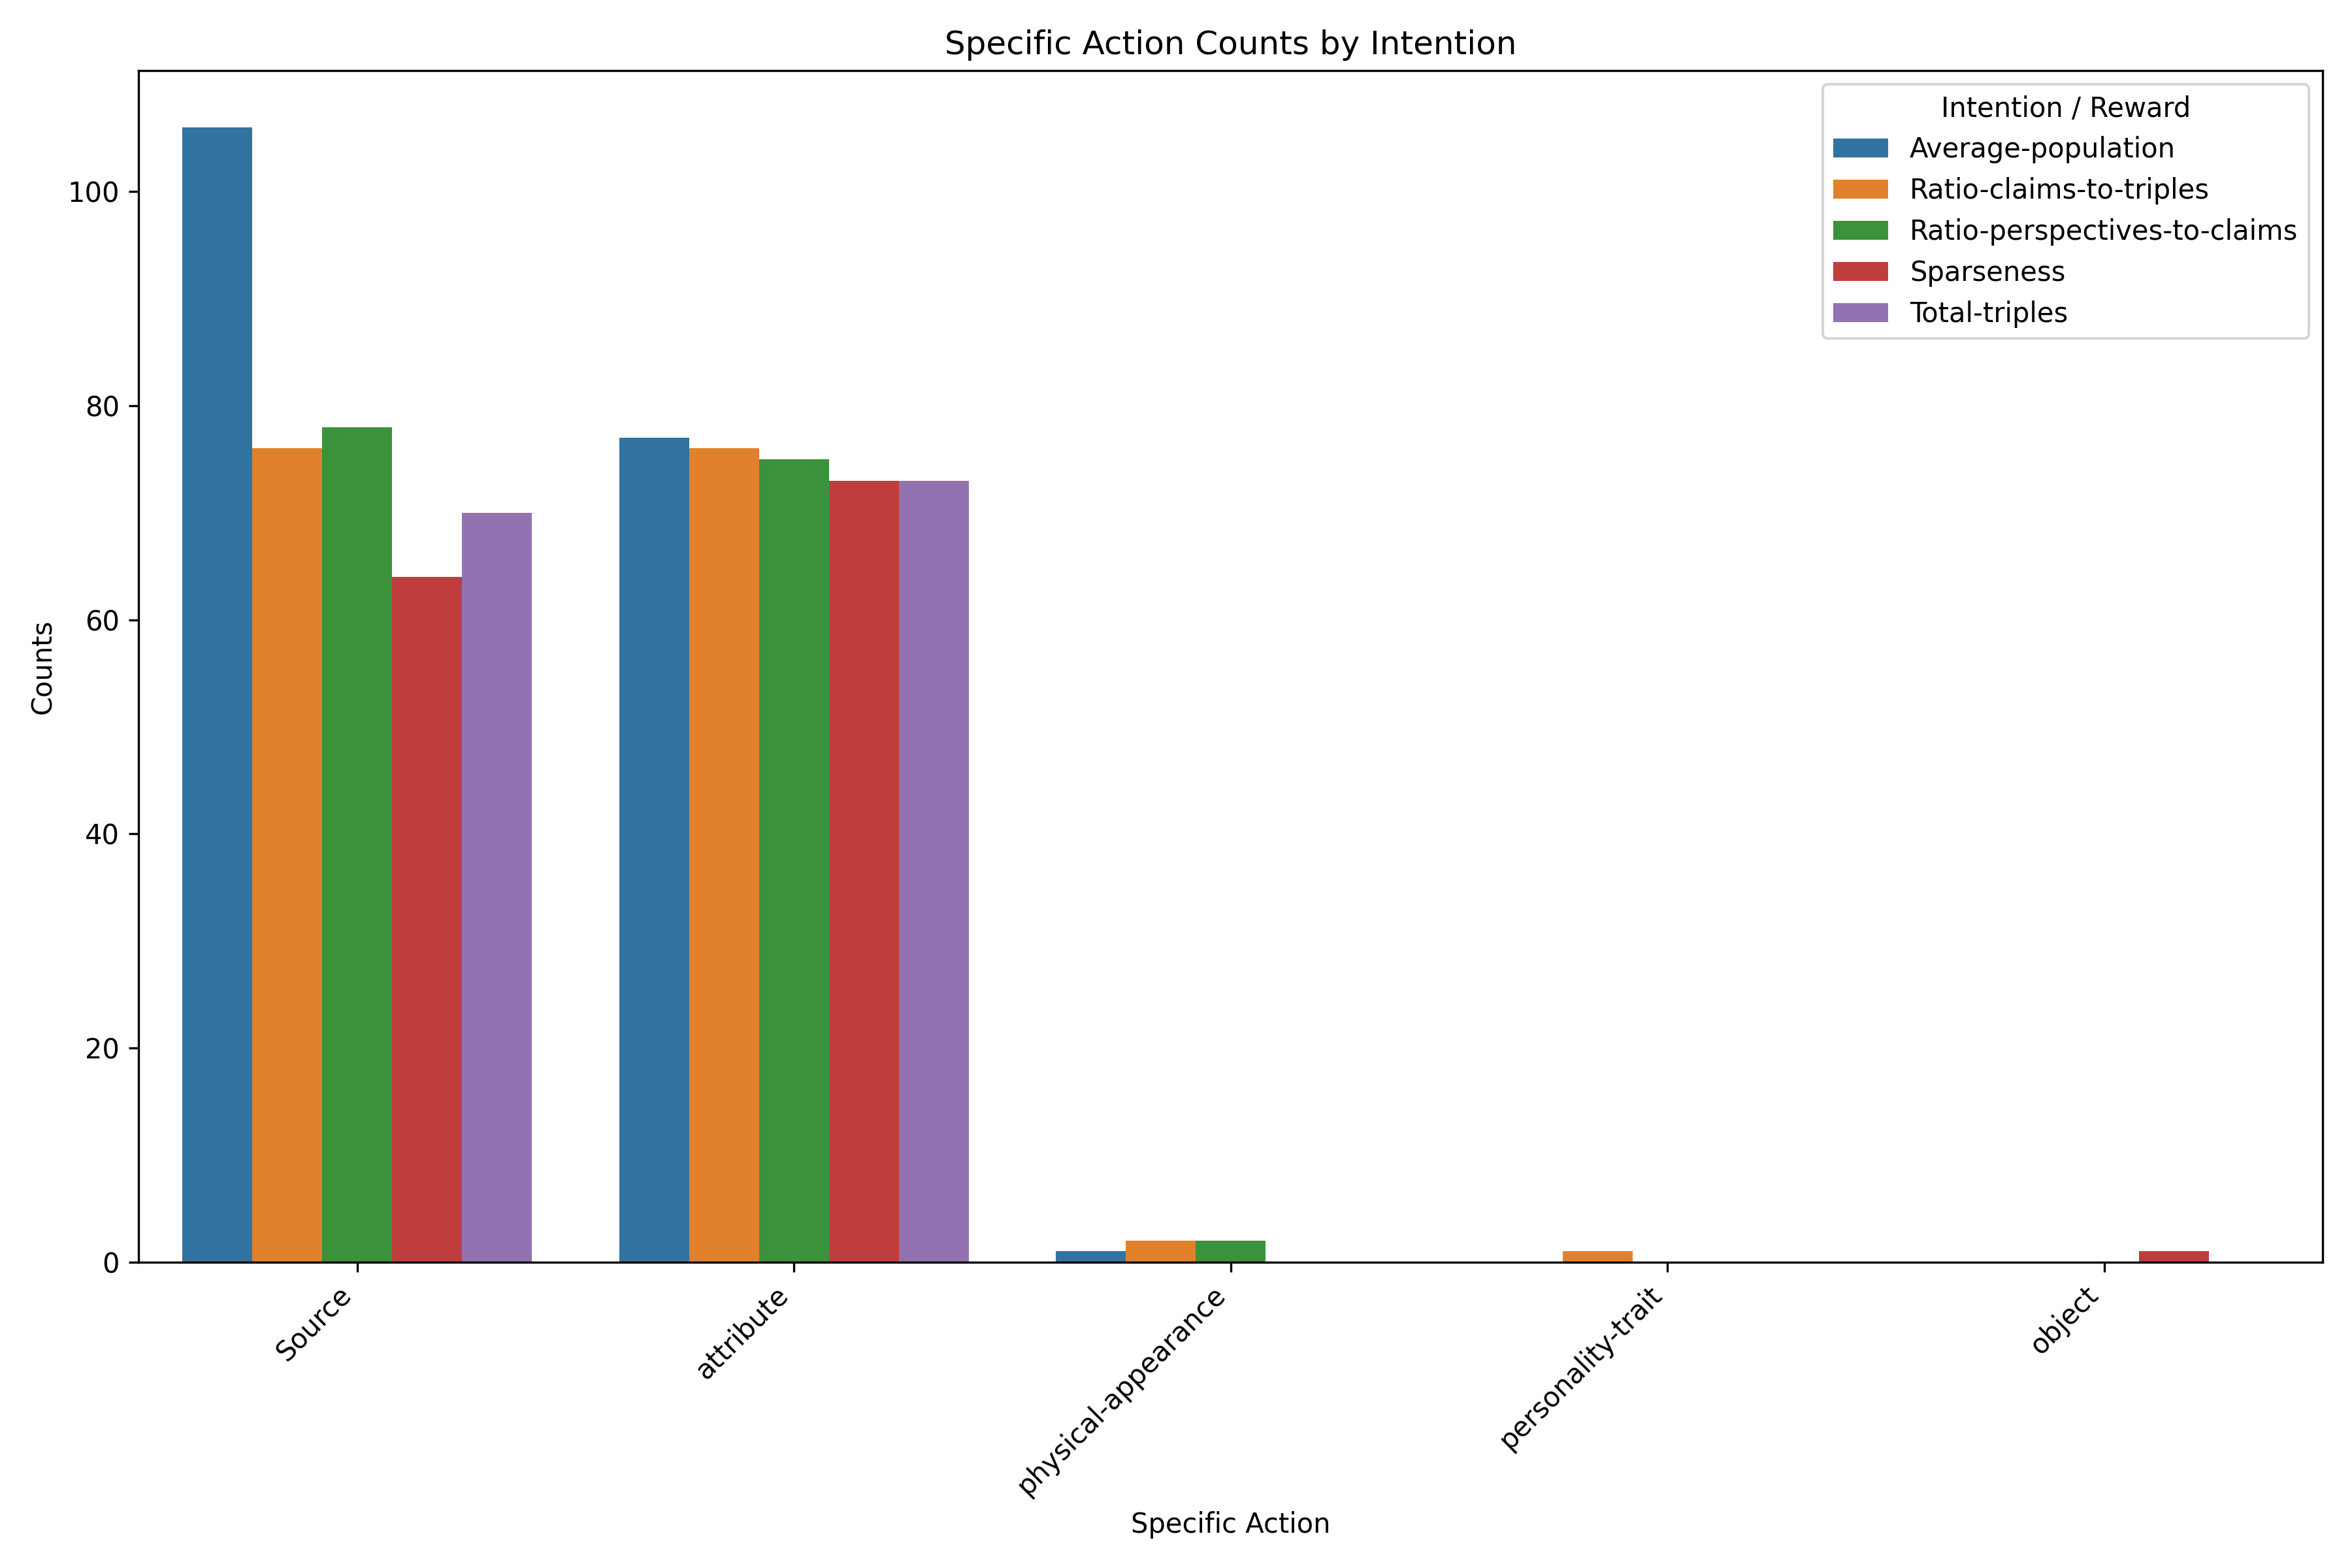 Specific Action Counts by Intention
Intention / Reward
Average-population
Ratio-claims-to-triples
Ratio-perspectives-to-claims
Sparseness
Total-triples
Counts
100
80
60
40
20
0
Source
attribute
physical-appearance
personality-trait
object
Specific Action